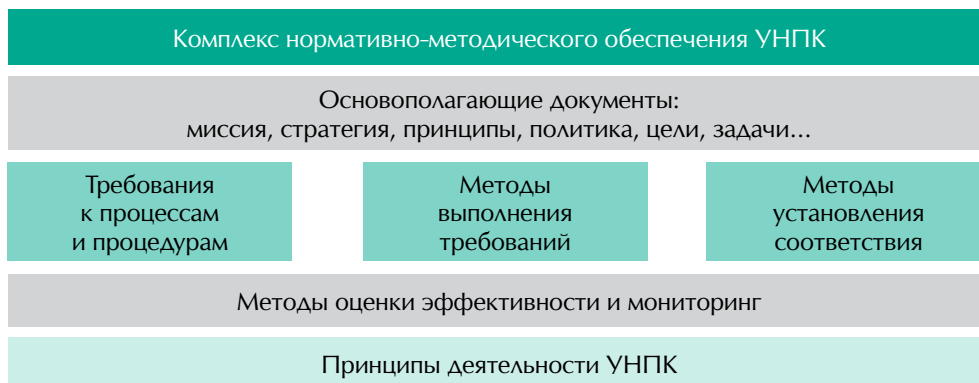 Комплекс нормативно-методического обеспечения УНПК
Основополагающие документы:
миссия, стратегия, принципы, политика, цели, задачи...
Требования
к процессам
и процедурам
Методы
выполнения
требований
Методы
установления
соответствия
Методы оценки эффективности и мониторинг
Принципы деятельности УНПК